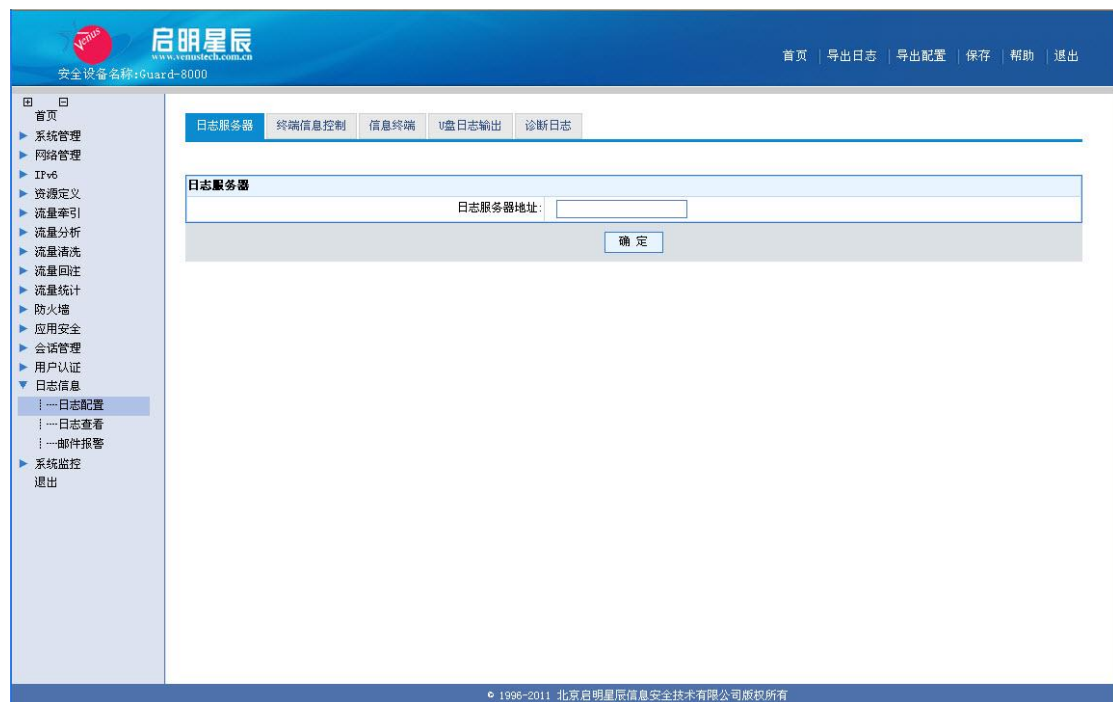 Venus
启明星辰
www.venustech.com.cn
安全设备名称:Guard-8000
首页 导出日志 导出配置 保存 帮助 退出
首页
系统管理
网络管理
IPv6
资源定义
流量牵引
流量分析
流量清洗
流量回注
流量统计
防火墙
应用安全
会话管理
用户认证
日志信息
日志配置
日志查看
邮件报警
系统监控
退出
日志服务器 终端信息控制 信息终端 U盘日志输出 诊断日志
日志服务器
日志服务器地址:
确 定
© 1996-2011 北京启明星辰信息安全技术有限公司版权所有